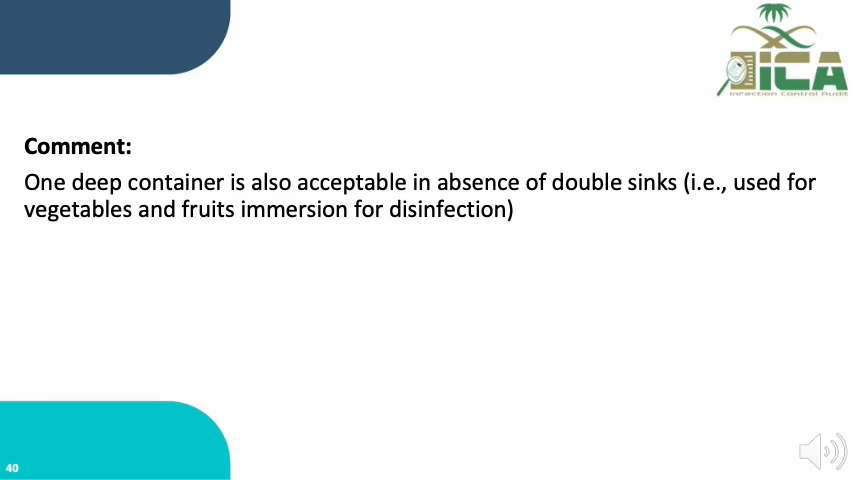 iCA
Infection Control Audit
Comment:
One deep container is also acceptable in absence of double sinks (i.e., used for
vegetables and fruits immersion for disinfection)
40